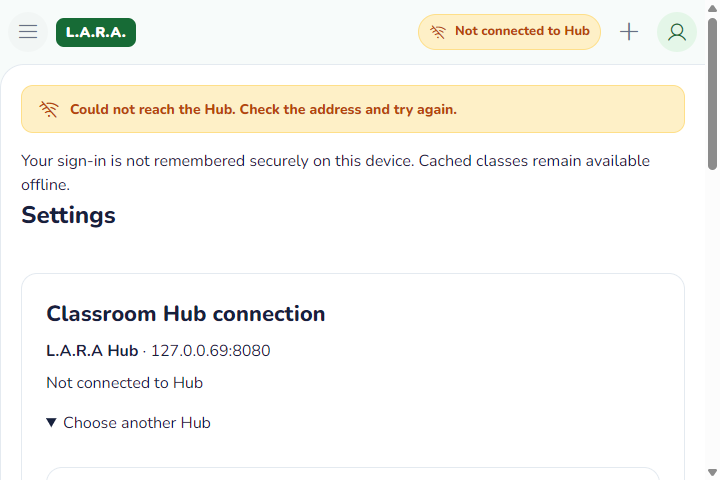 L.A.R.A.
Not connected to Hub
Could not reach the Hub. Check the address and try again.
Your sign-in is not remembered securely on this device. Cached classes remain available
offline.
Settings
Classroom Hub connection
L.A.R.A Hub · 127.0.0.69:8080
Not connected to Hub
Choose another Hub